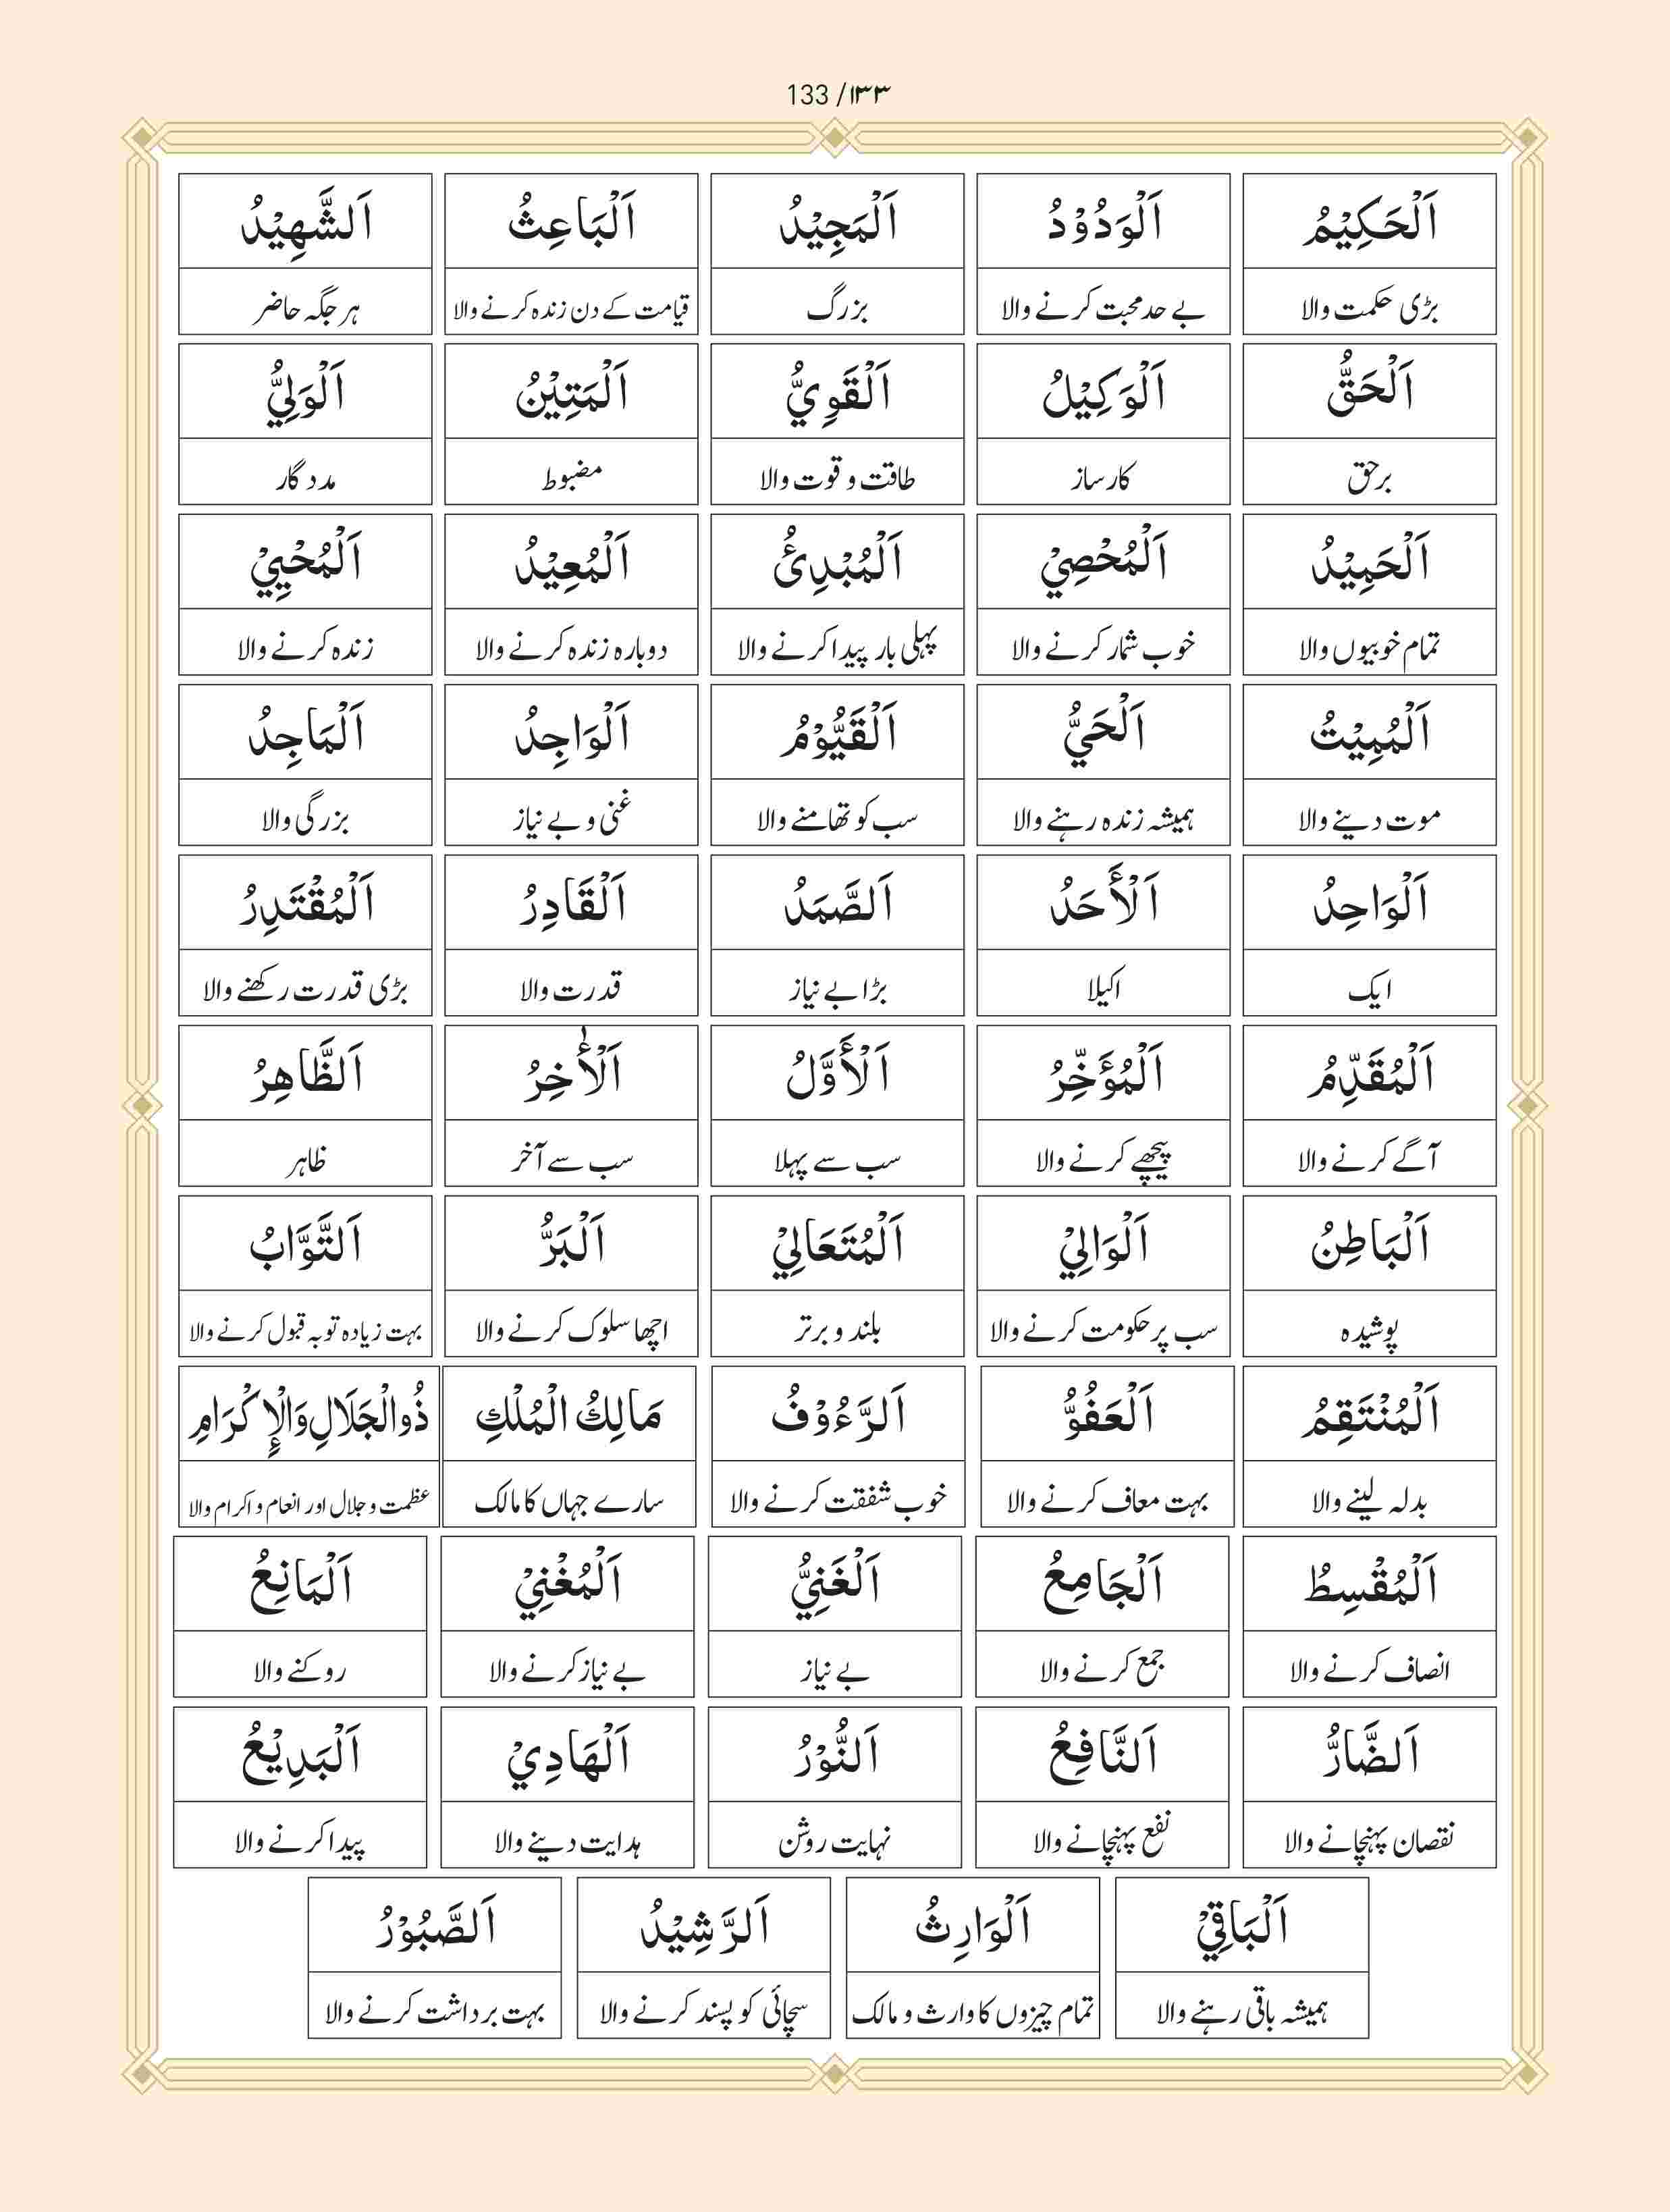 133 / ۱۳۳
اَلْحَكِيْمُ اَلْوَدُوْدُ اَلْمَجِيْدُ اَلْبَاعِثُ اَلشَّهِيْدُ
بڑی حکمت والا بے حد محبت کرنے والا بزرگ قیامت کے دن زندہ کرنے والا ہر جگہ حاضر
اَلْحَقُّ اَلْوَكِيْلُ اَلْقَوِيُّ اَلْمَتِيْنُ اَلْوَلِيُّ
برحق کارساز طاقت و قوت والا مضبوط مددگار
اَلْحَمِيْدُ اَلْمُحْصِيْ اَلْمُبْدِئُ اَلْمُعِيْدُ اَلْمُحْيِيْ
تمام خوبیوں والا خوب شمار کرنے والا پہلی بار پیدا کرنے والا دوبارہ زندہ کرنے والا زندہ کرنے والا
اَلْمُمِيْتُ اَلْحَيُّ اَلْقَيُّوْمُ اَلْوَاجِدُ اَلْمَاجِدُ
موت دینے والا ہمیشہ زندہ رہنے والا سب کو تھامنے والا غنی و بے نیاز بزرگی والا
اَلْوَاحِدُ اَلْأَحَدُ اَلصَّمَدُ اَلْقَادِرُ اَلْمُقْتَدِرُ
ایک اکیلا بڑا بے نیاز قدرت والا بڑی قدرت رکھنے والا
اَلْمُقَدِّمُ اَلْمُؤَخِّرُ اَلْأَوَّلُ اَلْأٰخِرُ اَلظَّاهِرُ
آگے کرنے والا پیچھے کرنے والا سب سے پہلا سب سے آخر ظاہر
اَلْبَاطِنُ اَلْوَالِيْ اَلْمُتَعَالِيْ اَلْبَرُّ اَلتَّوَّابُ
پوشیدہ سب پر حکومت کرنے والا بلند و برتر اچھا سلوک کرنے والا بہت زیادہ توبہ قبول کرنے والا
اَلْمُنْتَقِمُ اَلْعَفُوُّ اَلرَّءُوْفُ مَالِكُ الْمُلْكِ ذُوالْجَلَالِ وَالْإِكْرَامِ
بدلہ لینے والا بہت معاف کرنے والا خوب شفقت کرنے والا سارے جہاں کا مالک عظمت و جلال اور انعام و اکرام والا
اَلْمُقْسِطُ اَلْجَامِعُ اَلْغَنِيُّ اَلْمُغْنِيْ اَلْمَانِعُ
انصاف کرنے والا جمع کرنے والا بے نیاز بے نیاز کرنے والا روکنے والا
اَلضَّارُّ اَلنَّافِعُ اَلنُّوْرُ اَلْهَادِيْ اَلْبَدِيْعُ
نقصان پہنچانے والا نفع پہنچانے والا نہایت روشن ہدایت دینے والا پیدا کرنے والا
اَلْبَاقِيْ اَلْوَارِثُ اَلرَّشِيْدُ اَلصَّبُوْرُ
ہمیشہ باقی رہنے والا تمام چیزوں کا وارث و مالک سچائی کو پسند کرنے والا بہت برداشت کرنے والا